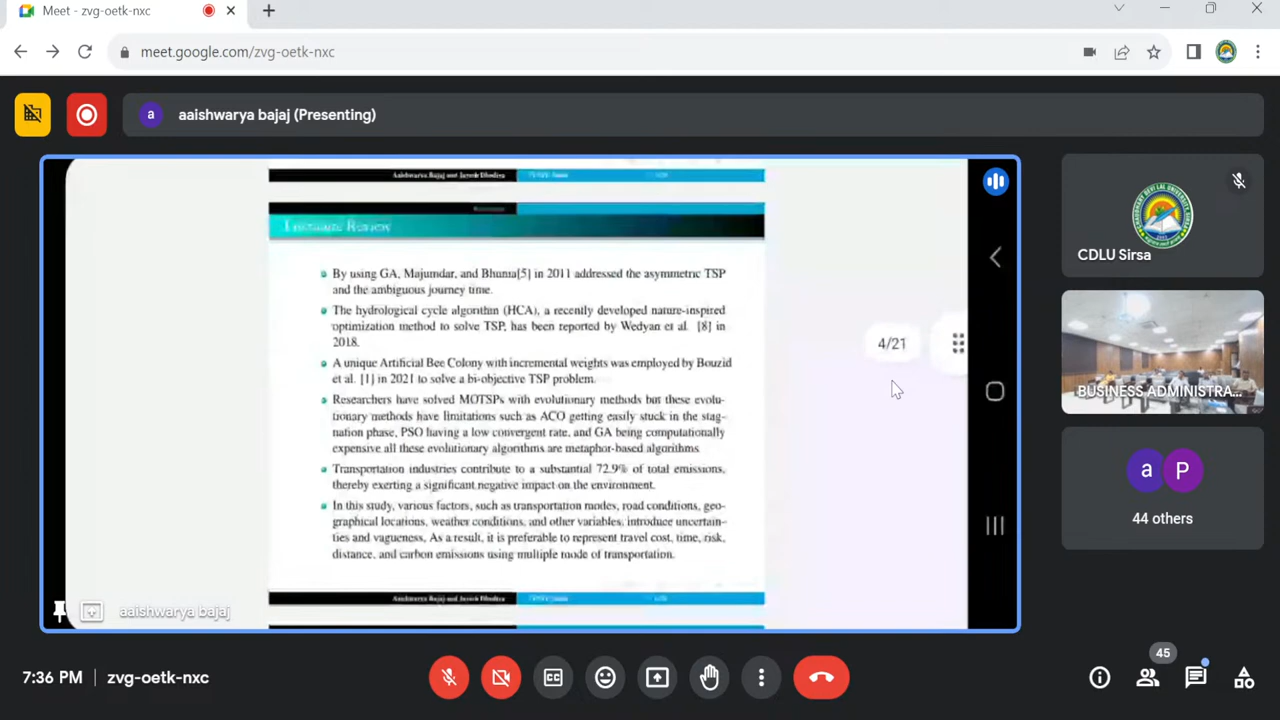 Meet - zvg-oetk-nxc
meet.google.com/zvg-oetk-nxc
a
aaishwarya bajaj (Presenting)
Literature Review
By using GA, Majumdar, and Bhunia[5] in 2011 addressed the asymmetric TSP
and the ambiguous journey time.
The hydrological cycle algorithm (HCA), a recently developed nature-inspired
optimization method to solve TSP, has been reported by Wedyan et al. [8] in
2018.
A unique Artificial Bee Colony with incremental weights was employed by Bouzid
et al. [1] in 2021 to solve a bi-objective TSP problem.
Researchers have solved MOTSPs with evolutionary methods but these evolu-
tionary methods have limitations such as ACO getting easily stuck in the stag-
nation phase, PSO having a low convergent rate, and GA being computationally
expensive all these evolutionary algorithms are metaphor-based algorithms
Transportation industries contribute to a substantial 72.9% of total emissions,
thereby exerting a significant negative impact on the environment.
In this study, various factors, such as transportation modes, road conditions, geo-
graphical locations, weather conditions, and other variables, introduce uncertain-
ties and vagueness. As a result, it is preferable to represent travel cost, time, risk,
distance, and carbon emissions using multiple mode of transportation.
4/21
aaishwarya bajaj
CDLU Sirsa
BUSINESS ADMINISTRA...
a P
44 others
7:36 PM | zvg-oetk-nxc
45